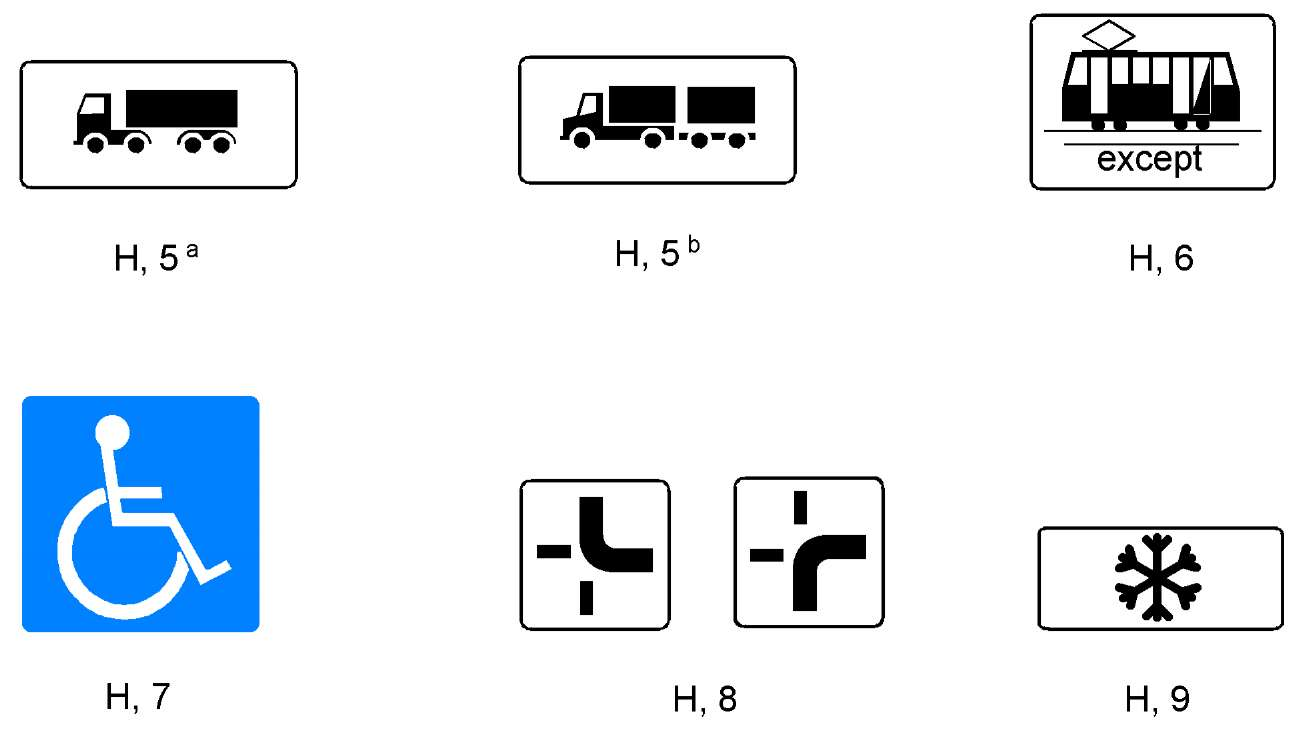 except
H, 5 a
H, 5 b
H, 6
H, 7
H, 8
H, 9